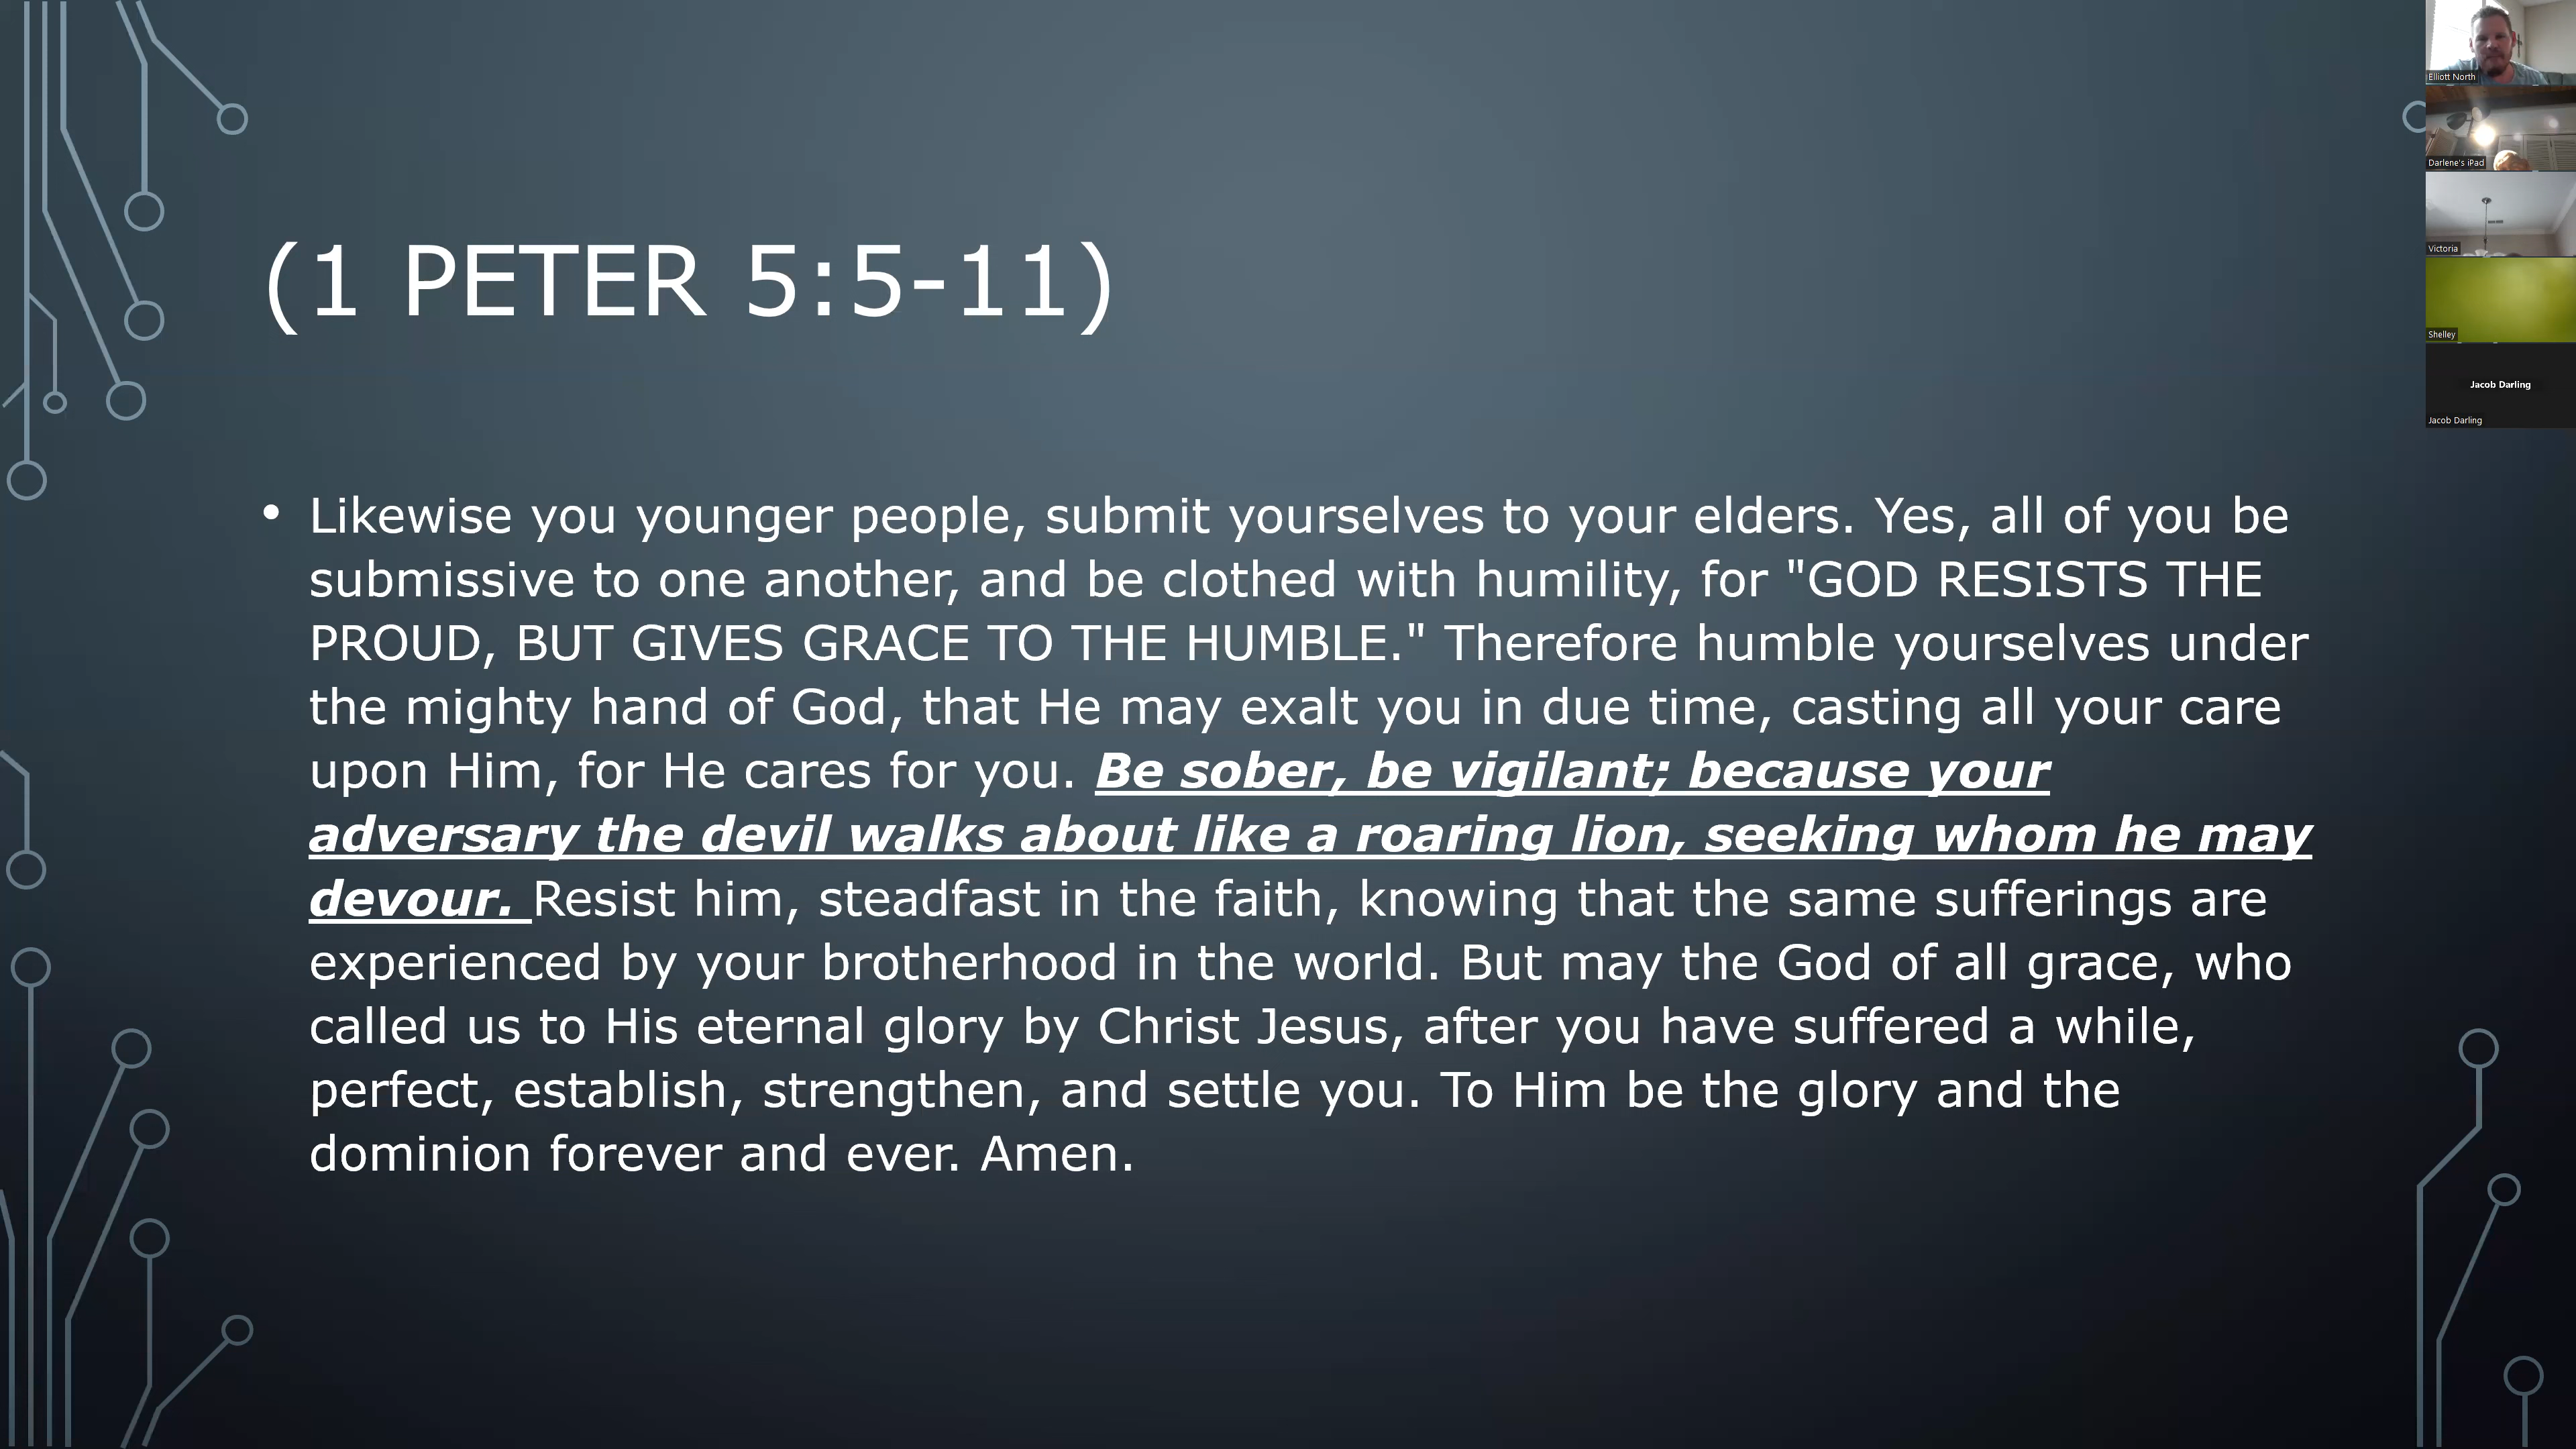 (1 PETER 5:5-11)
• Likewise you younger people, submit yourselves to your elders. Yes, all of you be
submissive to one another, and be clothed with humility, for "GOD RESISTS THE
PROUD, BUT GIVES GRACE TO THE HUMBLE." Therefore humble yourselves under
the mighty hand of God, that He may exalt you in due time, casting all your care
upon Him, for He cares for you. Be sober, be vigilant; because your
adversary the devil walks about like a roaring lion, seeking whom he may
devour. Resist him, steadfast in the faith, knowing that the same sufferings are
experienced by your brotherhood in the world. But may the God of all grace, who
called us to His eternal glory by Christ Jesus, after you have suffered a while,
perfect, establish, strengthen, and settle you. To Him be the glory and the
dominion forever and ever. Amen.
Elliott North
Darlene's iPad
Victoria
Shelley
Jacob Darling
Jacob Darling